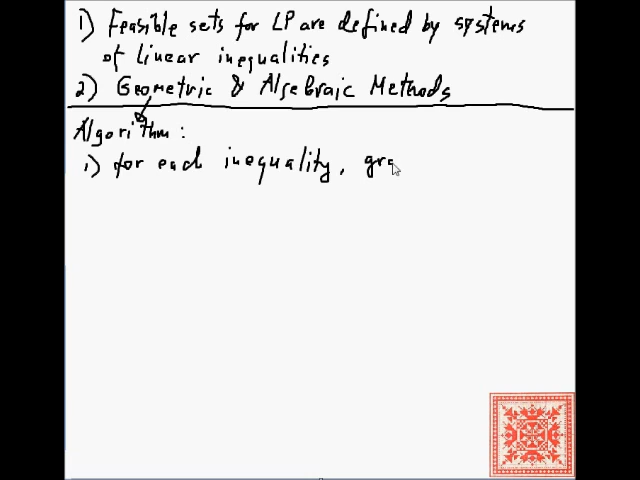 1) Feasible sets for LP are defined by systems
of linear inequalities
2) Geometric & Algebraic Methods
Algorithm:
1) for each inequality, gra